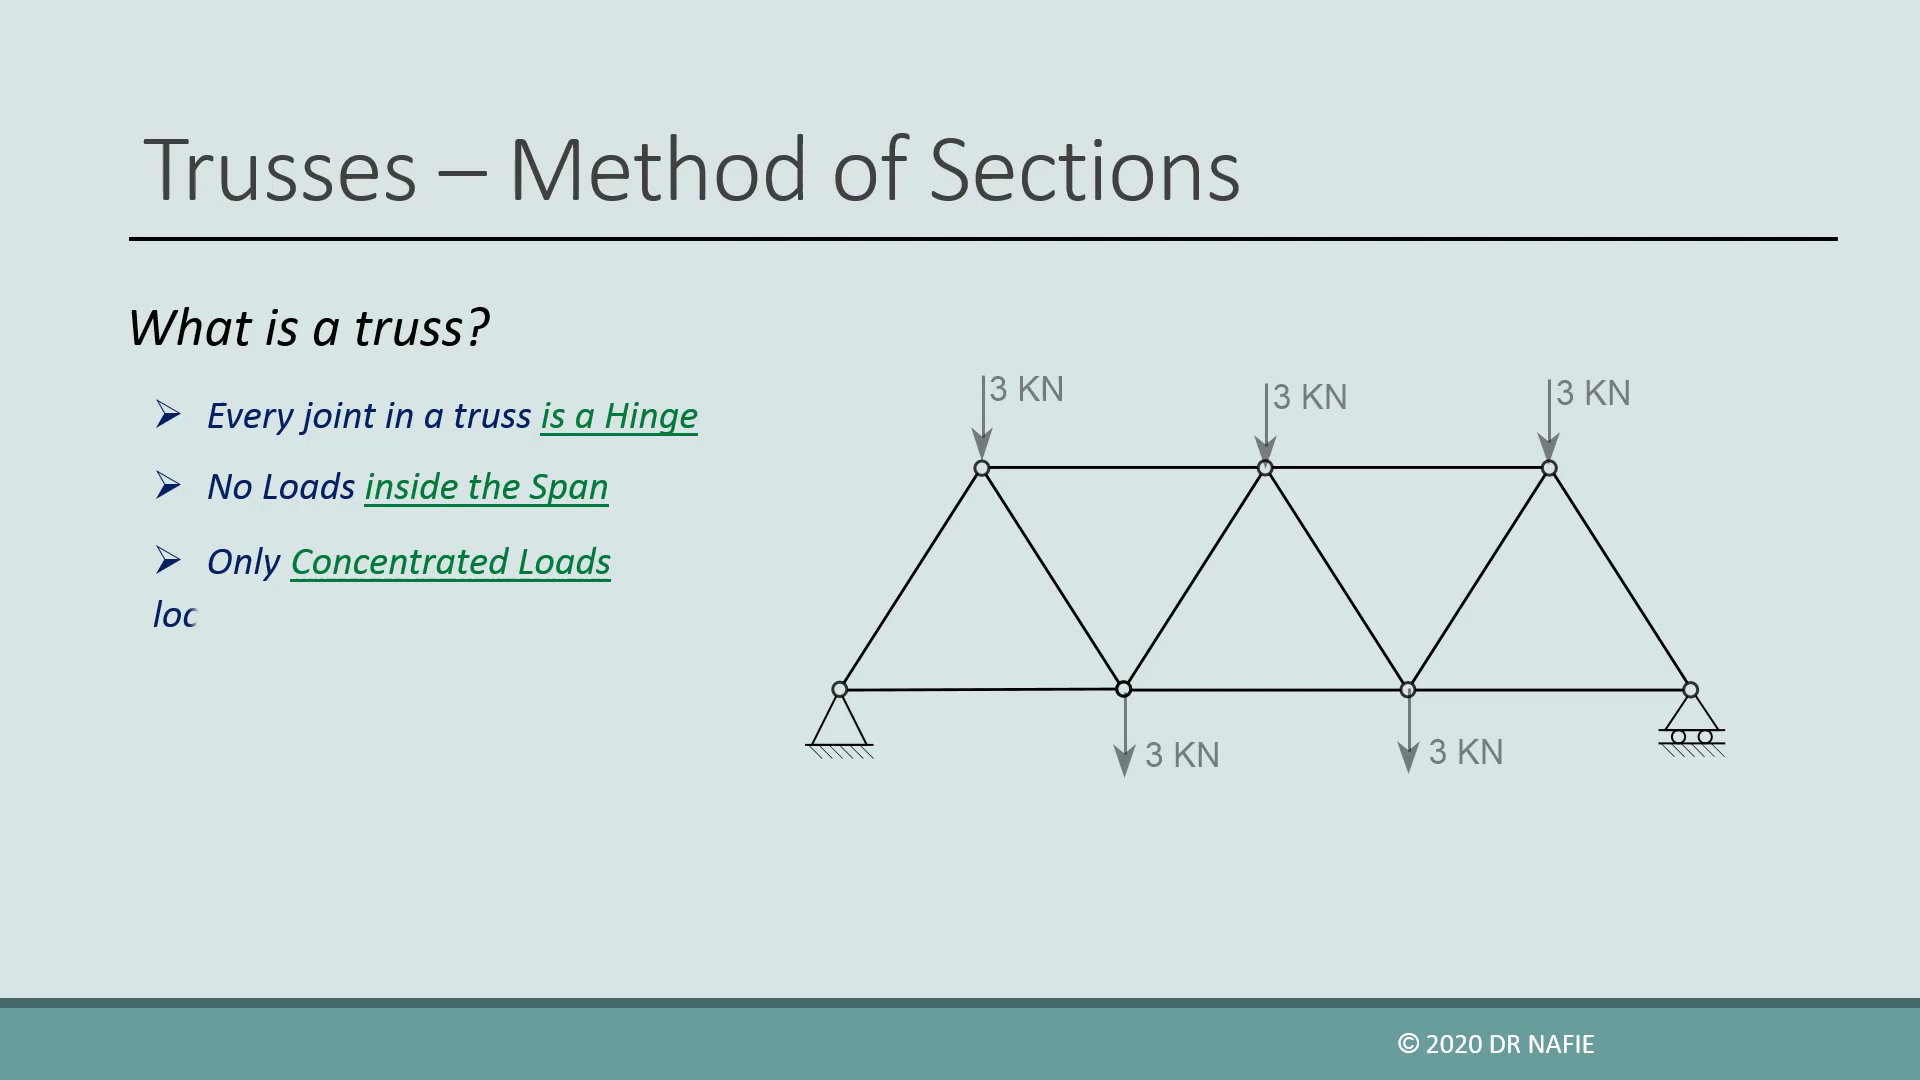 Trusses – Method of Sections
What is a truss?
➢ Every joint in a truss is a Hinge
➢ No Loads inside the Span
➢ Only Concentrated Loads
loc
3 KN
3 KN
3 KN
3 KN
3 KN
© 2020 DR NAFIE